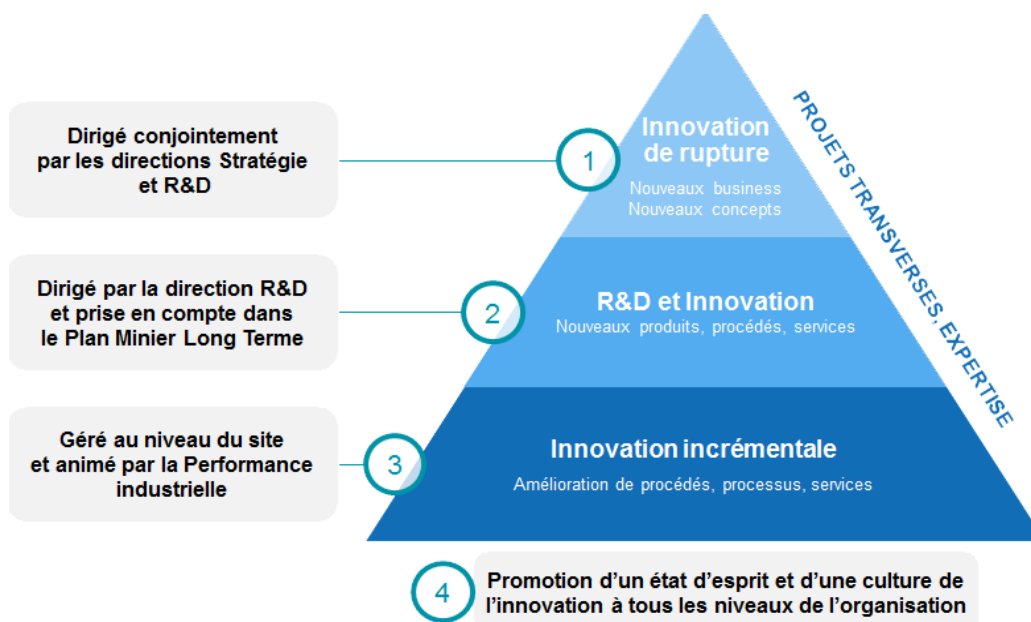 Dirigé conjointement
par les directions Stratégie
et R&D
1
Innovation
de rupture
Nouveaux business
Nouveaux concepts
PROJETS TRANSVERSES, EXPERTISE
Dirigé par la direction R&D
et prise en compte dans
le Plan Minier Long Terme
2
R&D et Innovation
Nouveaux produits, procédés, services
Géré au niveau du site
et animé par la Performance
industrielle
3
Innovation incrémentale
Amélioration de procédés, processus, services
4
Promotion d’un état d’esprit et d’une culture de
l’innovation à tous les niveaux de l’organisation